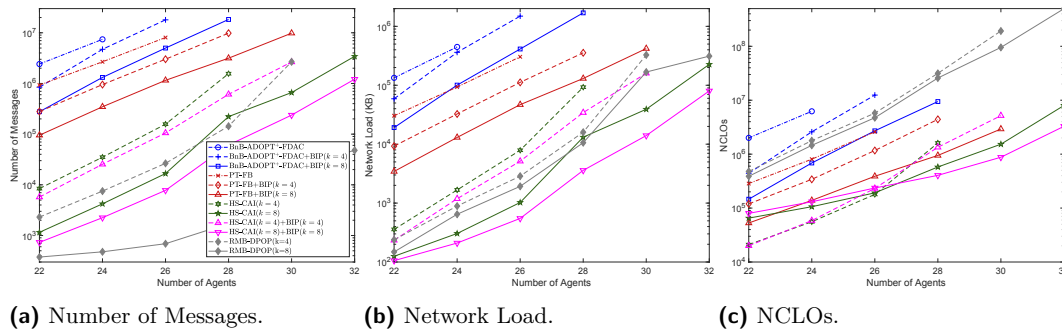 10^7
10^6
10^5
10^4
10^3
Number of Messages
22 24 26 28 30 32
Number of Agents
BnB-ADOPT^+-FDAC
BnB-ADOPT^+-FDAC+BIP(k = 4)
BnB-ADOPT^+-FDAC+BIP(k = 8)
PT-FB
PT-FB+BIP(k = 4)
PT-FB+BIP(k = 8)
HS-CAI(k = 4)
HS-CAI(k = 8)
HS-CAI(k = 4)+BIP(k = 4)
HS-CAI(k = 8)+BIP(k = 8)
RMB-DPOP(k=4)
RMB-DPOP(k=8)
10^6
10^5
10^4
10^3
10^2
Network Load (KB)
22 24 26 28 30 32
Number of Agents
10^8
10^7
10^6
10^5
10^4
NCLOs
22 24 26 28 30
Number of Agents
(a) Number of Messages.
(b) Network Load.
(c) NCLOs.